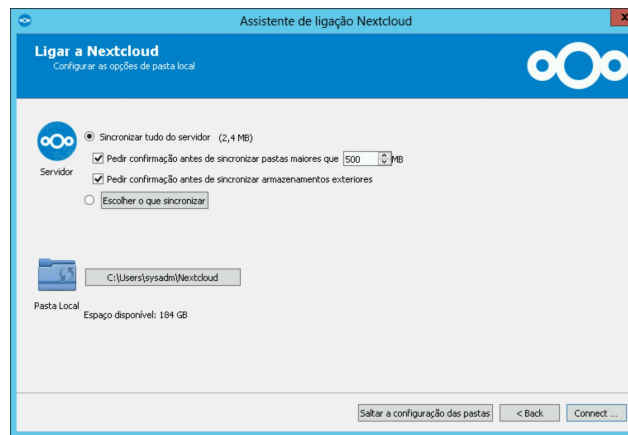 Assistente de ligação Nextcloud
x
Ligar a Nextcloud
Configurar as opções de pasta local
Sincronizar tudo do servidor (2,4 MB)
Pedir confirmação antes de sincronizar pastas maiores que 500 MB
Servidor
Pedir confirmação antes de sincronizar armazenamentos exteriores
Escolher o que sincronizar
C:\Users\sysadm\Nextcloud
Pasta Local
Espaço disponível: 184 GB
Saltar a configuração das pastas < Back Connect ...